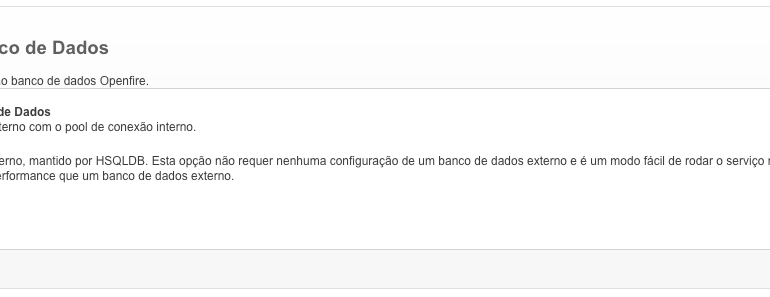 co de Dados
o banco de dados Openfire.
de Dados
terno com o pool de conexão interno.
erno, mantido por HSQLDB. Esta opção não requer nenhuma configuração de um banco de dados externo e é um modo fácil de rodar o serviço
erformance que um banco de dados externo.